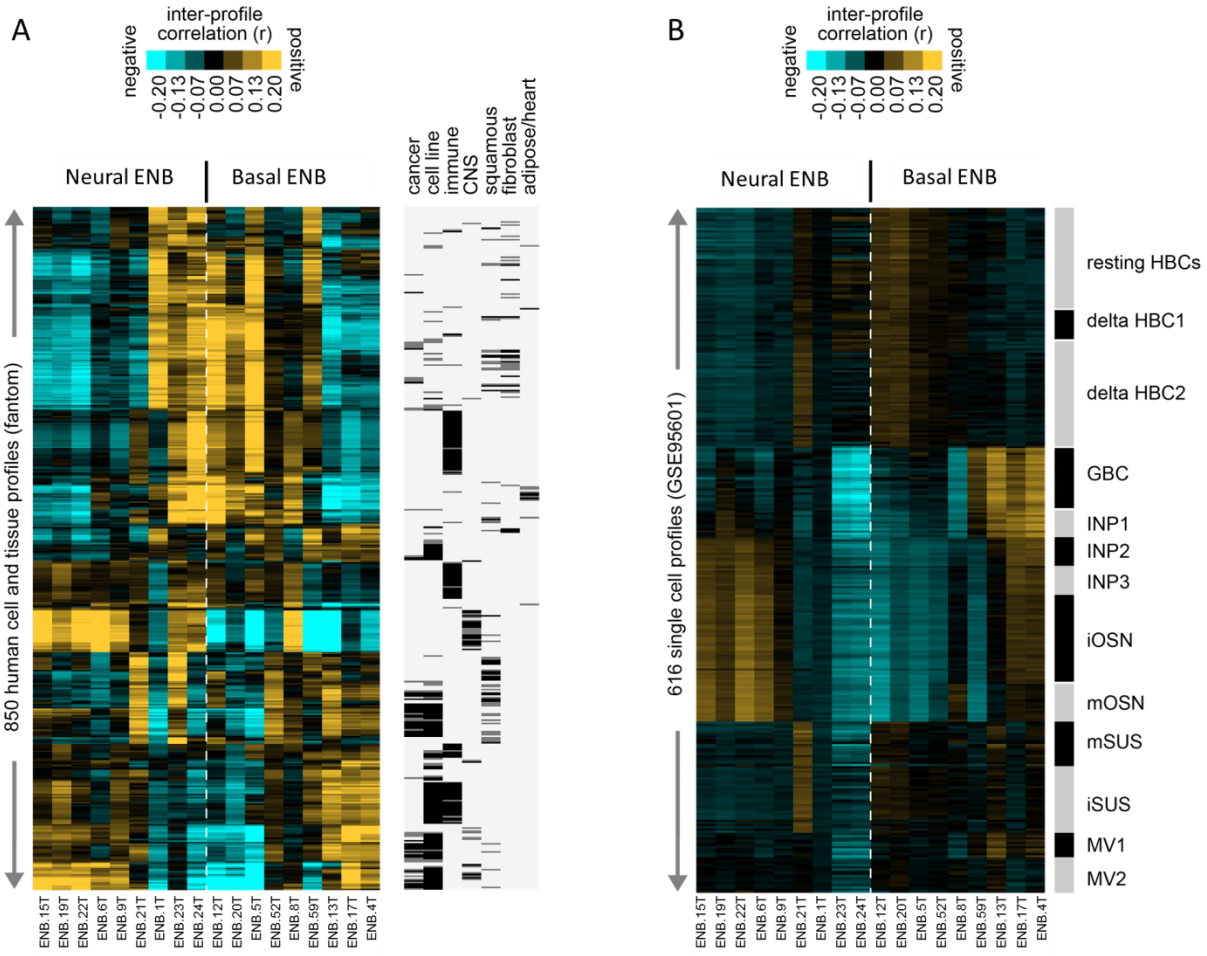 A
inter-profile
correlation (r)
negative
positive
-0.20
-0.13
-0.07
0.00
0.07
0.13
0.20
Neural ENB
Basal ENB
cancer
cell line
immune
CNS
squamous
fibroblast
adipose/heart
850 human cell and tissue profiles (fantom)
ENB.15T
ENB.19T
ENB.22T
ENB.6T
ENB.9T
ENB.21T
ENB.1T
ENB.23T
ENB.24T
ENB.12T
ENB.20T
ENB.5T
ENB.52T
ENB.8T
ENB.59T
ENB.13T
ENB.17T
ENB.4T
B
inter-profile
correlation (r)
negative
positive
-0.20
-0.13
-0.07
0.00
0.07
0.13
0.20
Neural ENB
Basal ENB
616 single cell profiles (GSE95601)
resting HBCs
delta HBC1
delta HBC2
GBC
INP1
INP2
INP3
iOSN
mOSN
mSUS
iSUS
MV1
MV2
ENB.15T
ENB.19T
ENB.22T
ENB.6T
ENB.9T
ENB.21T
ENB.1T
ENB.23T
ENB.24T
ENB.12T
ENB.20T
ENB.5T
ENB.52T
ENB.8T
ENB.59T
ENB.13T
ENB.17T
ENB.4T